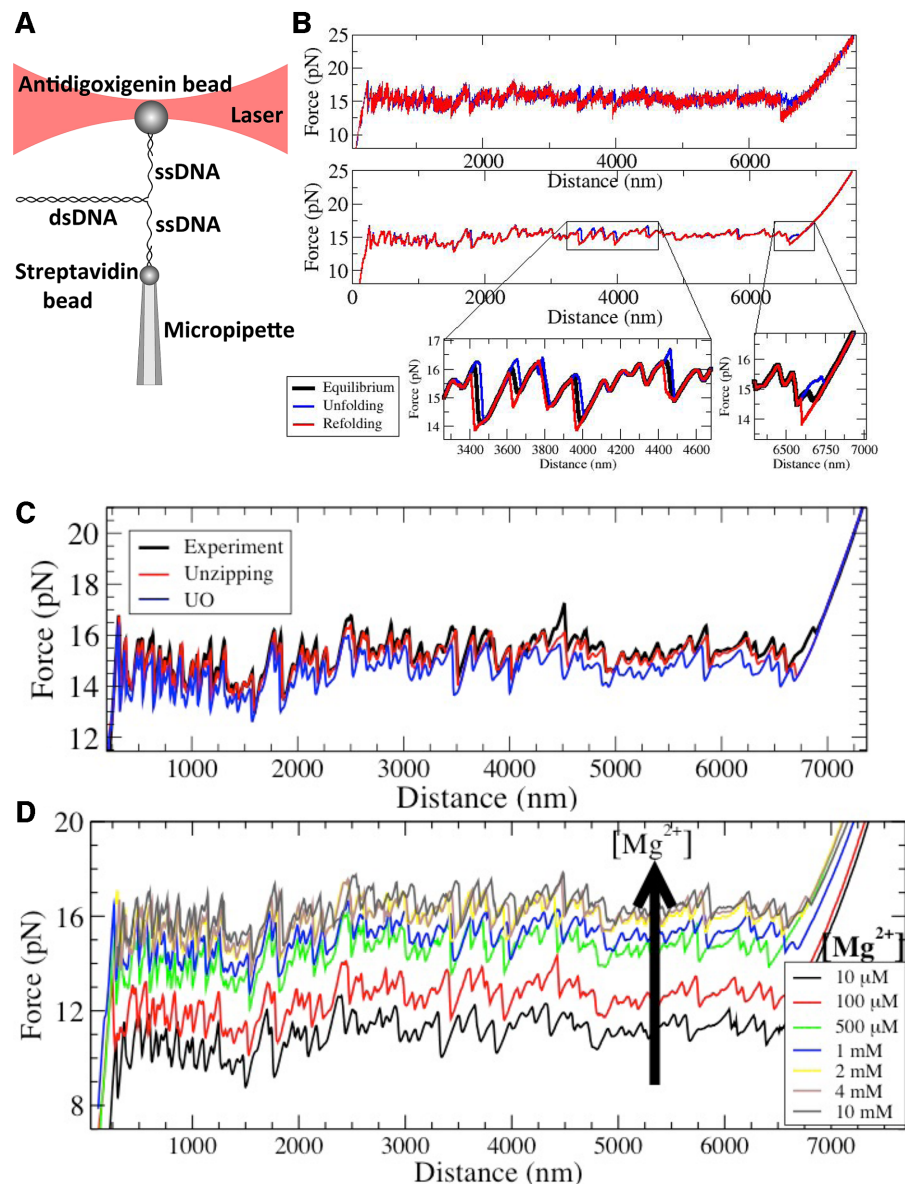 A
Antidigoxigenin bead
Laser
ssDNA
dsDNA
ssDNA
Streptavidin
bead
Micropipette
B
25
20
15
10
Force (pN)
2000
4000
6000
Distance (nm)
25
20
15
10
Force (pN)
0
2000
4000
6000
Distance (nm)
Equilibrium
Unfolding
Refolding
17
16
15
14
Force (pN)
3400 3600 3800 4000 4200 4400 4600
Distance (nm)
16
15
14
Force (pN)
6500 6750 7000
Distance (nm)
C
20
18
16
14
12
Force (pN)
Experiment
Unzipping
UO
1000 2000 3000 4000 5000 6000 7000
Distance (nm)
D
20
16
12
8
Force (pN)
[Mg2+]
[Mg2+]
10 μM
100 μM
500 μM
1 mM
2 mM
4 mM
10 mM
1000 2000 3000 4000 5000 6000 7000
Distance (nm)